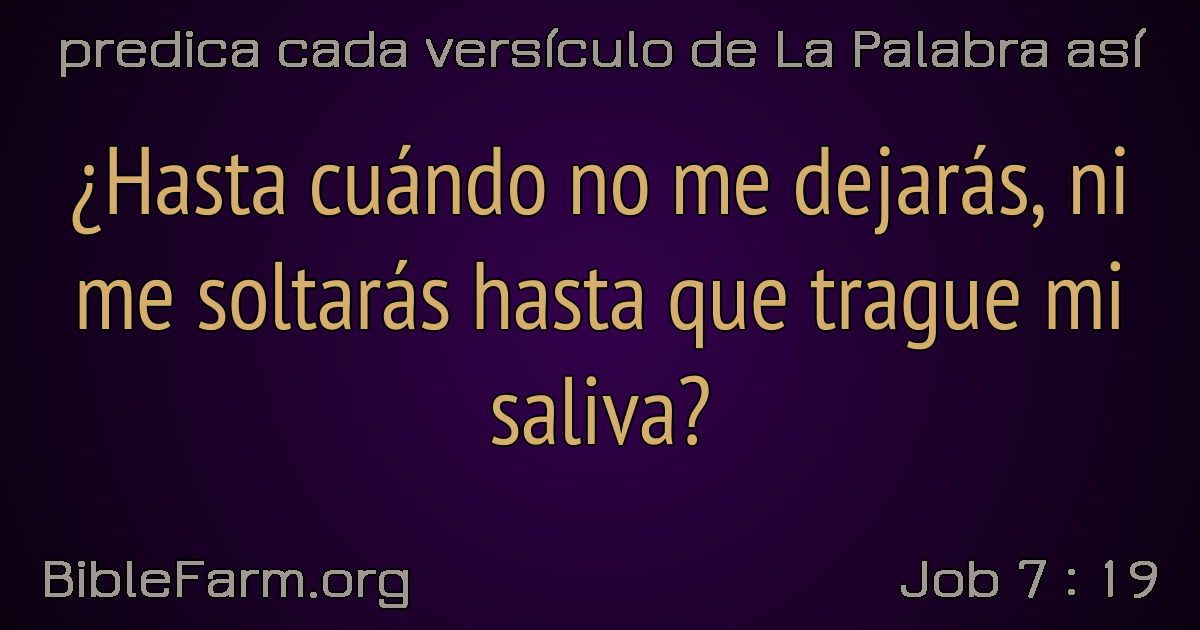 predica cada versículo de La Palabra así
¿Hasta cuándo no me dejarás, ni
me soltarás hasta que trague mi
saliva?
BibleFarm.org
Job 7 : 19